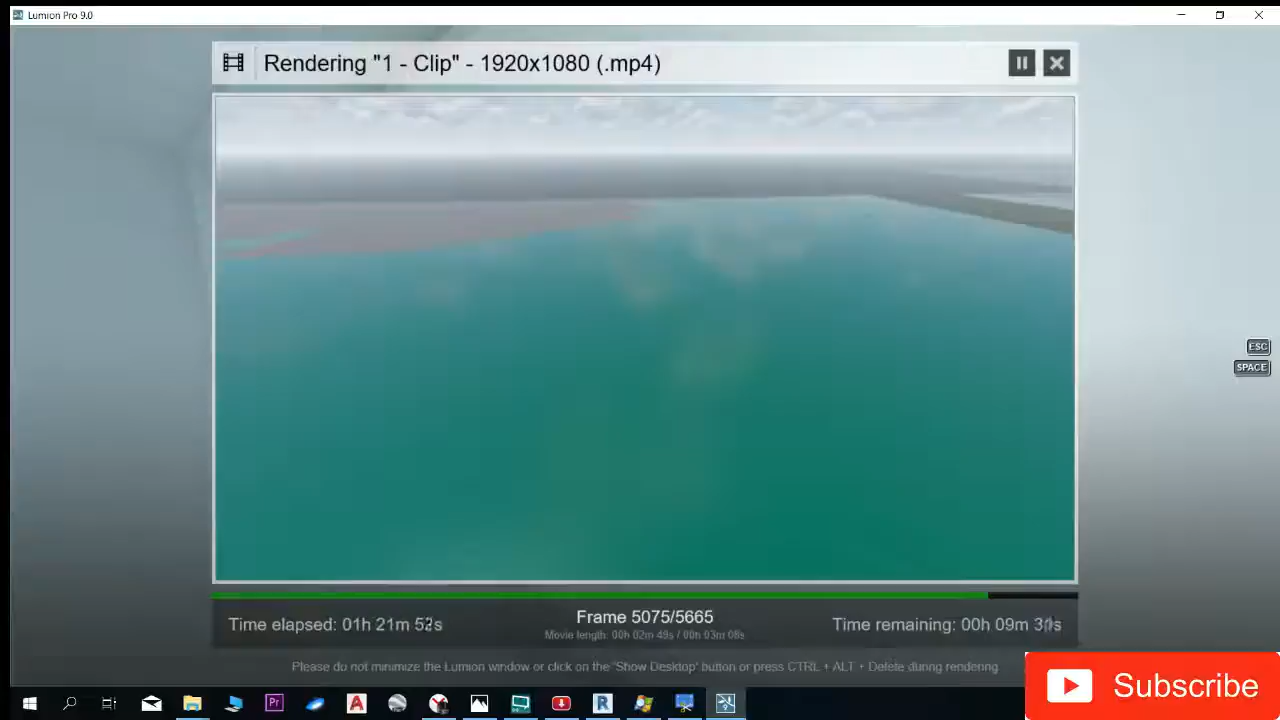 Lumion Pro 9.0
Rendering "1 - Clip" - 1920x1080 (.mp4)
ESC
SPACE
Time elapsed: 01h 21m
Frame 5075/5665
Movie length: 00h 02m 49s / 00h 03m 08s
Time remaining: 00h 09m
Please do not minimize the Lumion window or click on the 'Show Desktop' button or press CTRL + ALT + Delete during rendering
Pr
A
R
Subscribe